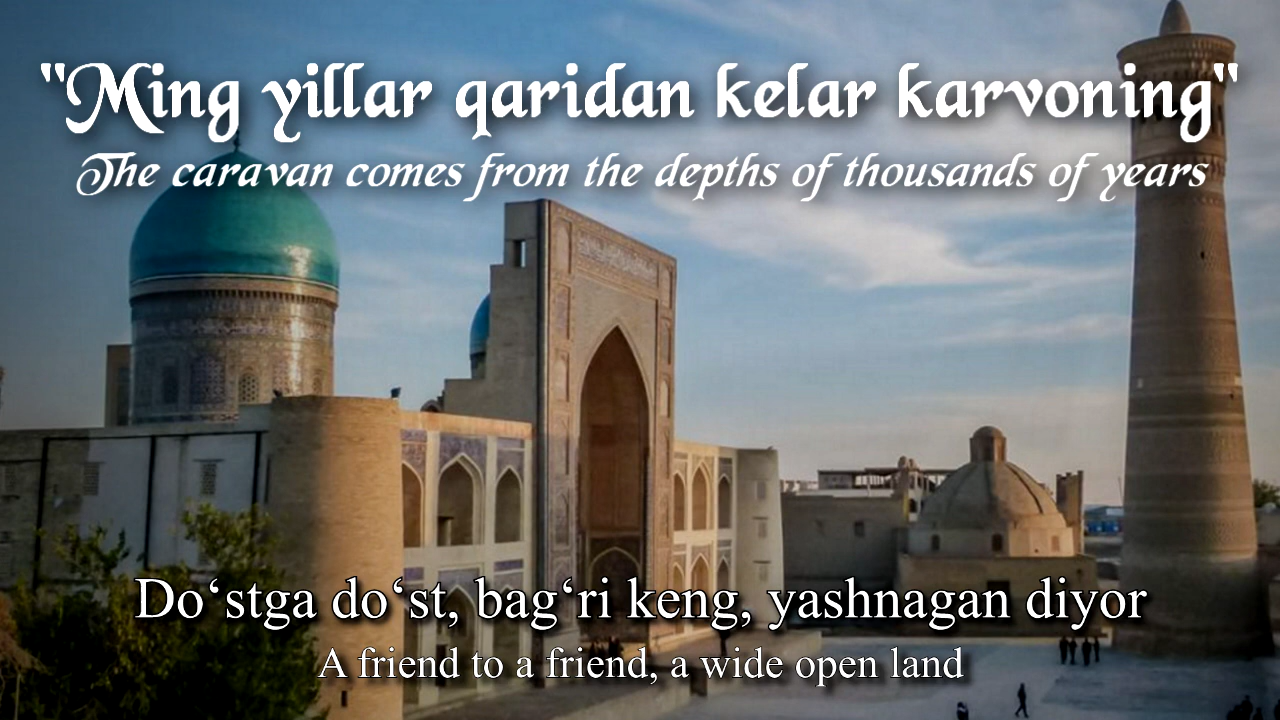 "Ming yillar qaridan kelar karvoning"
The caravan comes from the depths of thousands of years
Do‘stga do‘st, bag‘ri keng, yashnagan diyor
A friend to a friend, a wide open land